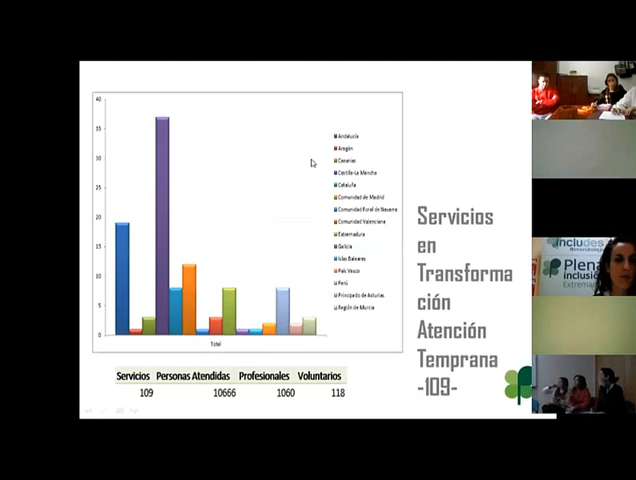 40
35
30
25
20
15
10
5
0
Total
Andalucía
Aragón
Canarias
Castilla-La Mancha
Cataluña
Comunidad de Madrid
Comunidad Foral de Navarra
Comunidad Valenciana
Extremadura
Galicia
Islas Baleares
País Vasco
Perú
Principado de Asturias
Región de Murcia
Servicios
en
Transforma
ción
Atención
Temprana
-109-
Servicios Personas Atendidas Profesionales Voluntarios
109 10666 1060 118
includes
Plena
inclusión
Extremadura